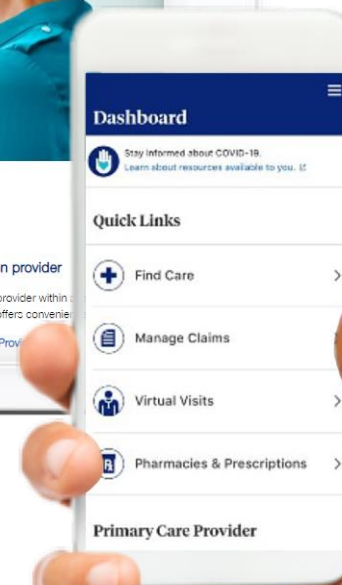 Dashboard
Stay informed about COVID-19.
Learn about resources available to you.
Quick Links
Find Care
Manage Claims
Virtual Visits
R Pharmacies & Prescriptions
Primary Care Provider
n provider
provider within
offers convenie
Provi